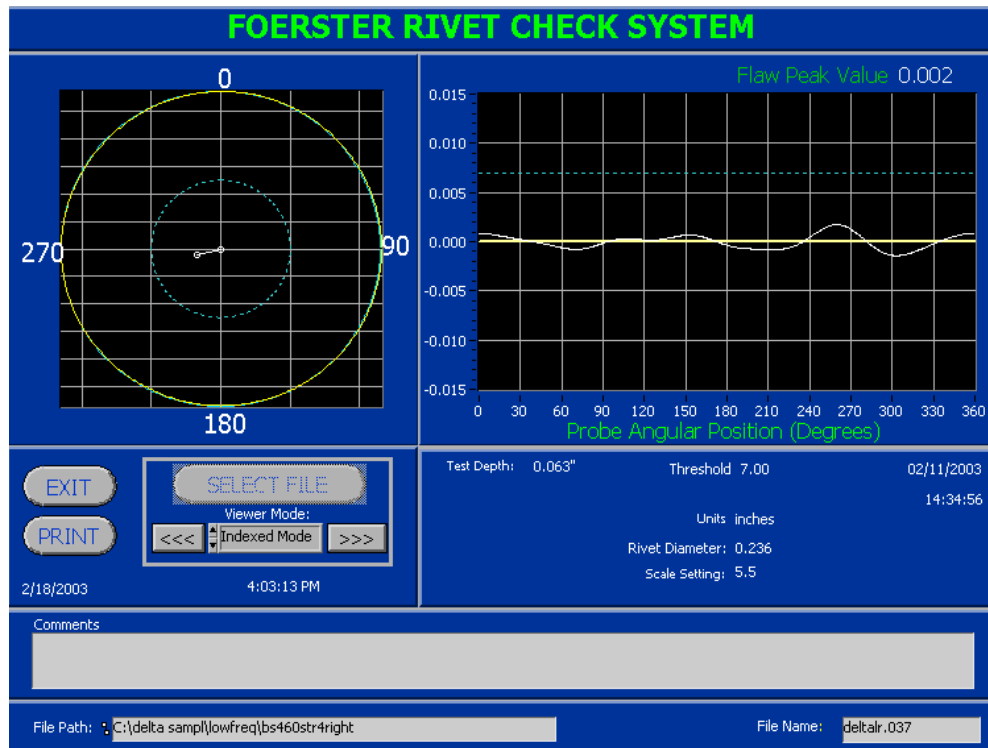 FOERSTER RIVET CHECK SYSTEM
0
270
90
180
Flaw Peak Value 0.002
0.015
0.010
0.005
0.000
-0.005
-0.010
-0.015
0 30 60 90 120 150 180 210 240 270 300 330 360
Probe Angular Position (Degrees)
EXIT
PRINT
SELECT FILE
Viewer Mode:
<<< Indexed Mode >>>
2/18/2003 4:03:13 PM
Test Depth: 0.063" Threshold 7.00 02/11/2003
14:34:56
Units inches
Rivet Diameter: 0.236
Scale Setting: 5.5
Comments
File Path: C:\delta sampl\lowfreq\bs460str4right File Name: deltalr.037